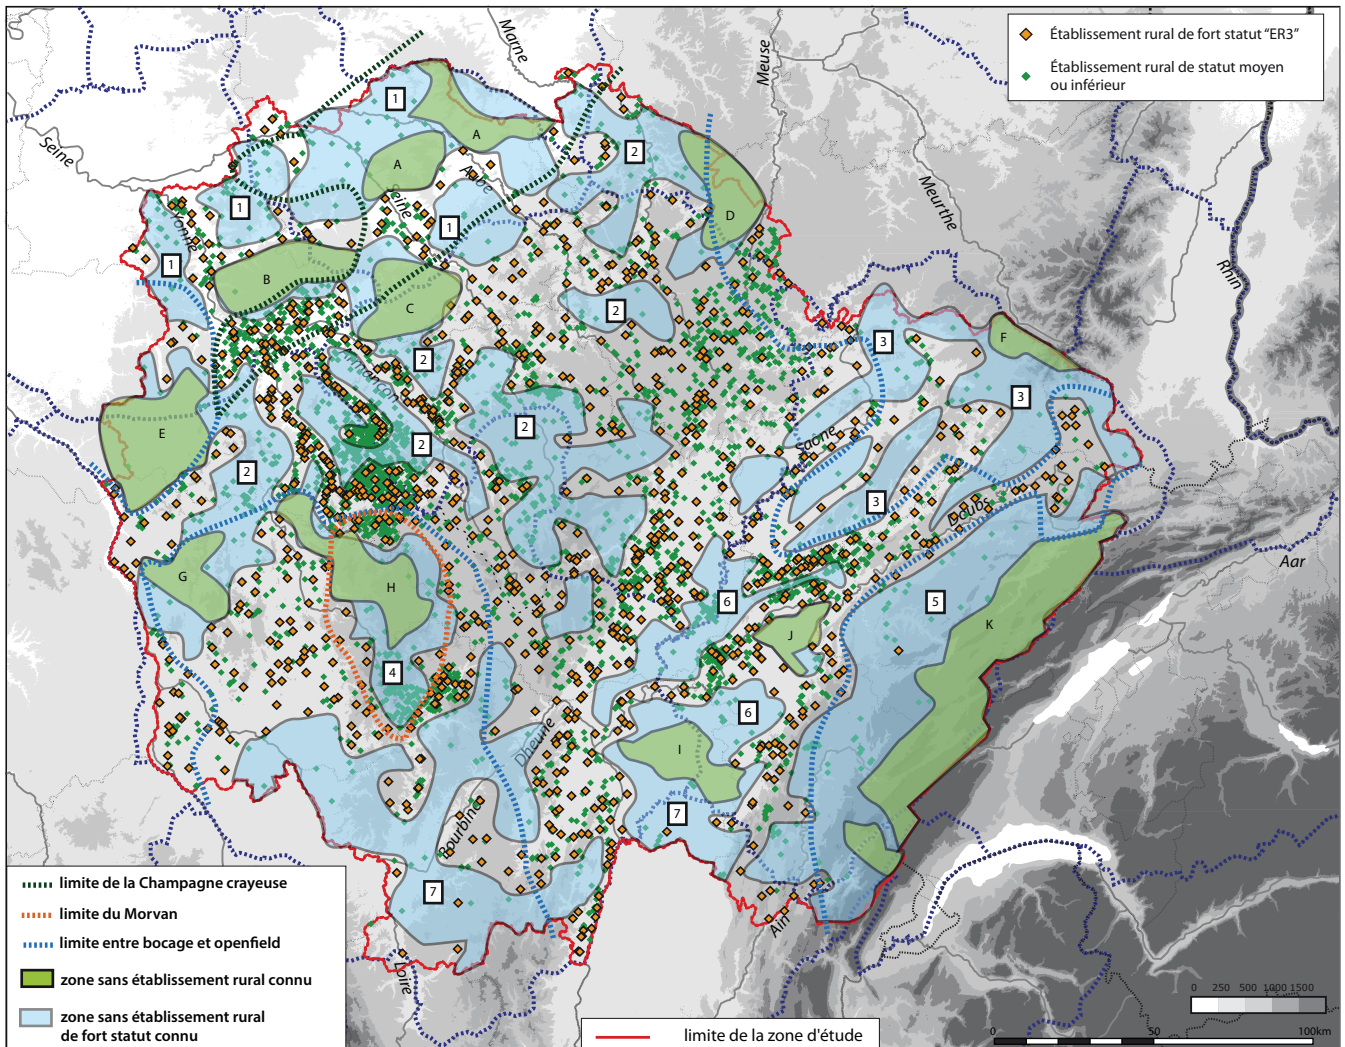 Établissement rural de fort statut “ER3”
Établissement rural de statut moyen
ou inférieur
Marne
Meuse
Seine
Meurthe
Rhin
Aube
Seine
Yonne
Armançon
La Saône
Doubs
Aar
Dheune
Bourbince
Ain
Loire
1
A
A
2
1
1
D
1
B
C
2
2
3
F
3
E
2
2
2
3
G
H
6
5
J
K
4
6
I
7
7
limite de la Champagne crayeuse
limite du Morvan
limite entre bocage et openfield
zone sans établissement rural connu
zone sans établissement rural
de fort statut connu
limite de la zone d'étude
0 250 500 1000 1500
0 50 100km